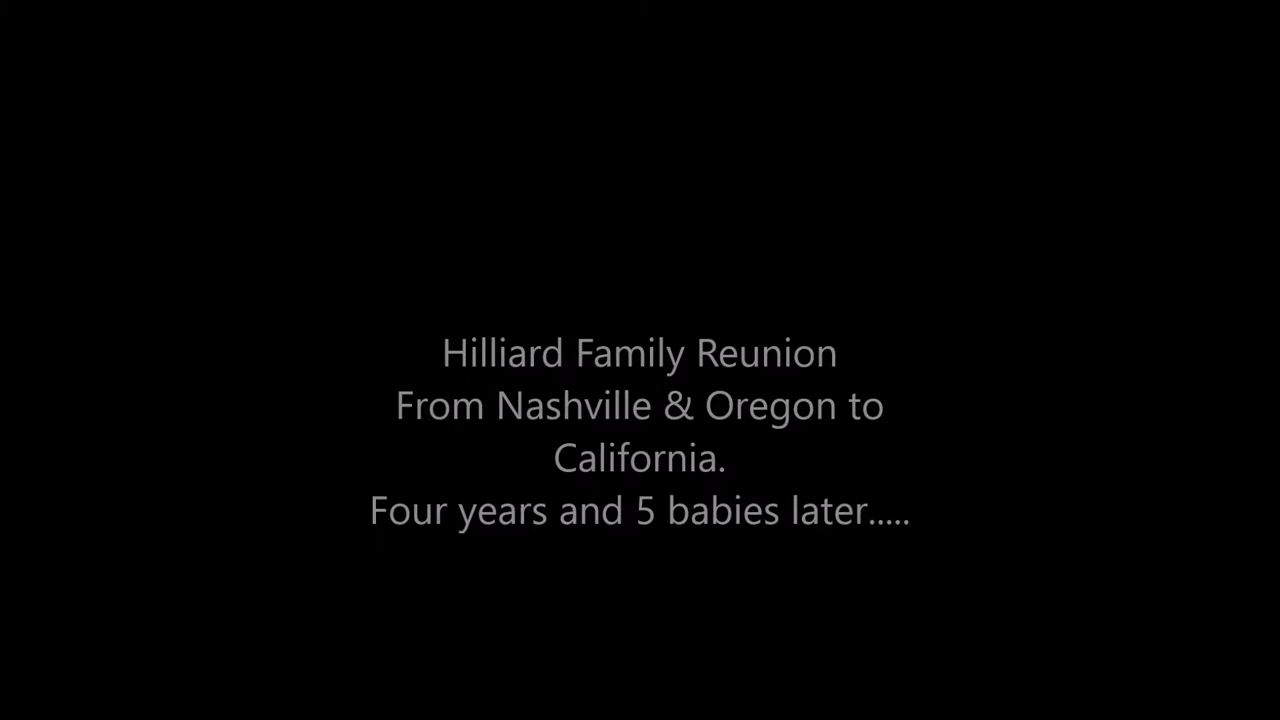 Hilliard Family Reunion
From Nashville & Oregon to
California.
Four years and 5 babies later.....